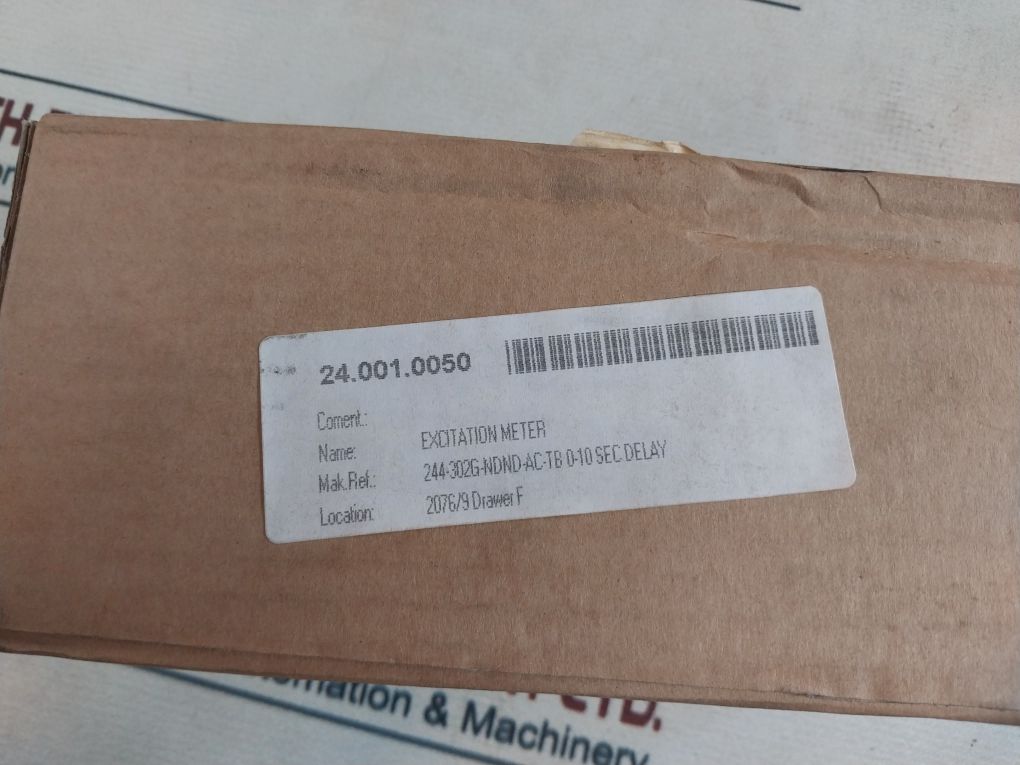 24.001.0050
Coment.:
Name: EXCITATION METER
Mak.Ref.: 244-302G-NDND-AC-TB 0-10 SEC DELAY
Location: 2076/9 Drawer F
LTD.
& Machinery